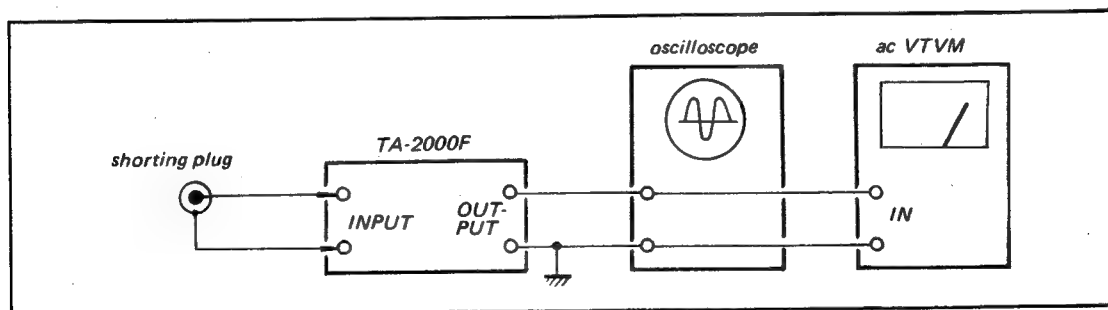 oscilloscope
ac VTVM
TA-2000F
shorting plug
INPUT
OUT-
PUT
IN